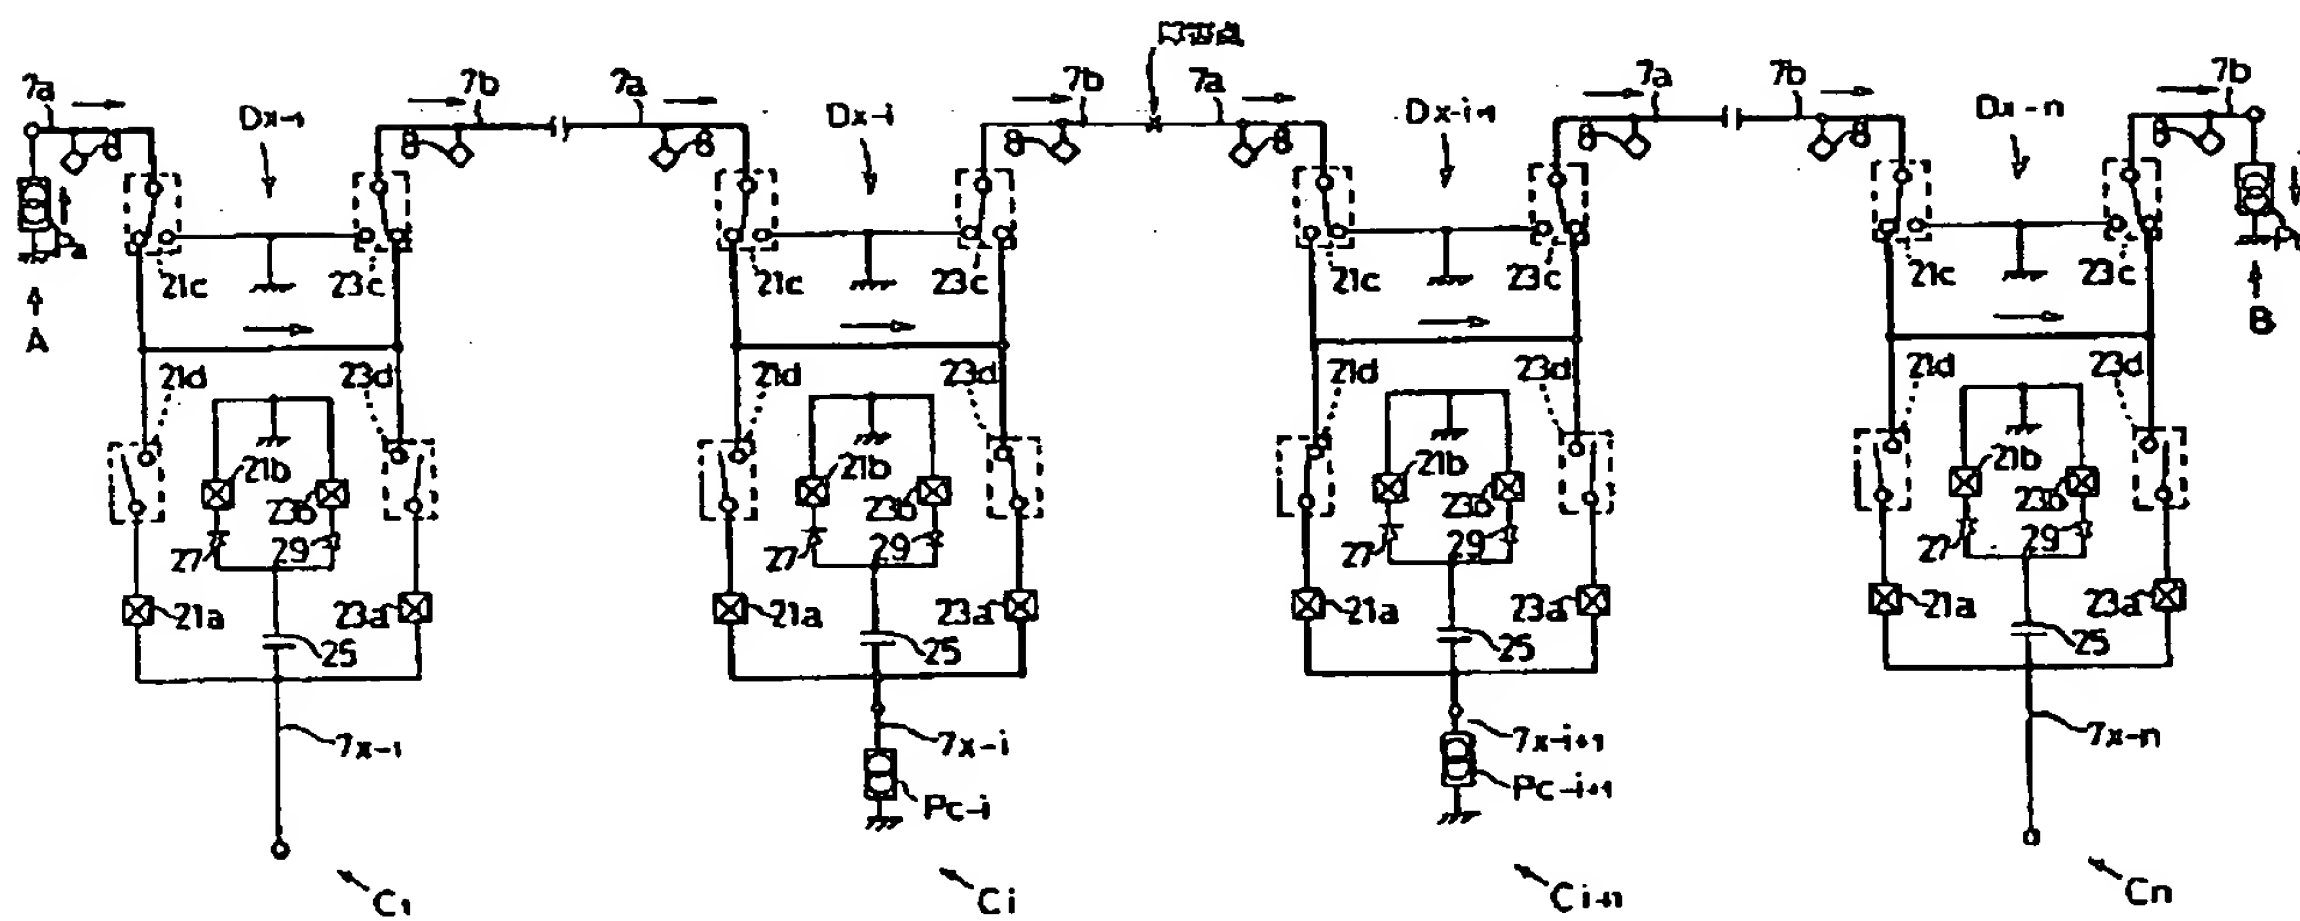 7a
7b
7a
7b
7a
7a
7b
7b
Dx-1
Dx-i
Dx-i+1
Dx-n
21c
23c
21c
23c
21c
23c
21c
23c
A
B
21d
23d
21d
23d
21d
23d
21d
23d
21b
23b
21b
23b
21b
23b
21b
23b
27
29
27
29
27
29
27
29
21a
23a
21a
23a
21a
23a
21a
23a
25
25
25
25
7x-1
7x-i
7x-i+1
7x-n
Pc-i
Pc-i+1
C1
Ci
Ci+1
Cn